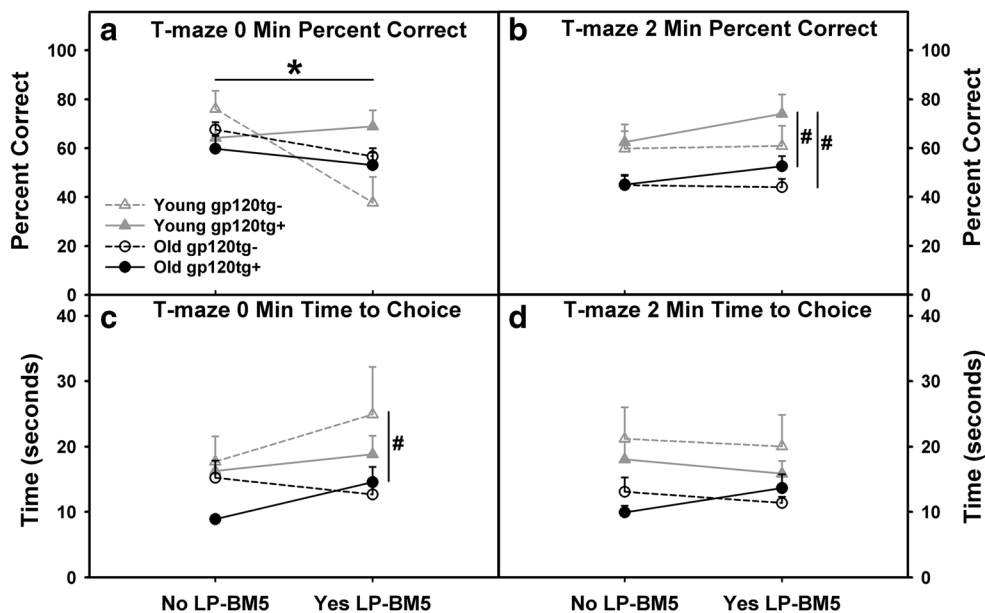 a T-maze 0 Min Percent Correct
b T-maze 2 Min Percent Correct
100
80
60
40
20
0
Percent Correct
*
Young gp120tg-
Young gp120tg+
Old gp120tg-
Old gp120tg+
#
#
100
80
60
40
20
0
Percent Correct
c T-maze 0 Min Time to Choice
d T-maze 2 Min Time to Choice
40
30
20
10
0
Time (seconds)
#
40
30
20
10
0
Time (seconds)
No LP-BM5 Yes LP-BM5
No LP-BM5 Yes LP-BM5